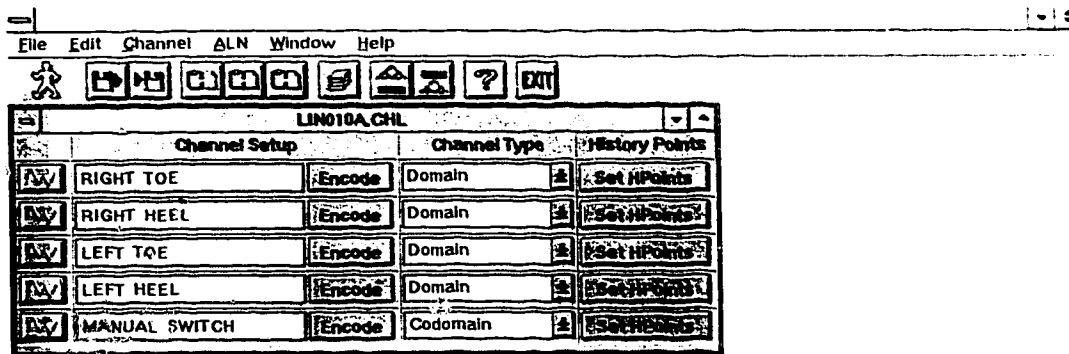 File Edit Channel ALN Window Help
EXIT
LIN010A.CHL
Channel Setup Channel Type History Points
RIGHT TOE Encode Domain Set HPoints
RIGHT HEEL Encode Domain Set HPoints
LEFT TOE Encode Domain Set HPoints
LEFT HEEL Encode Domain Set HPoints
MANUAL SWITCH Encode Codomain Set HPoints